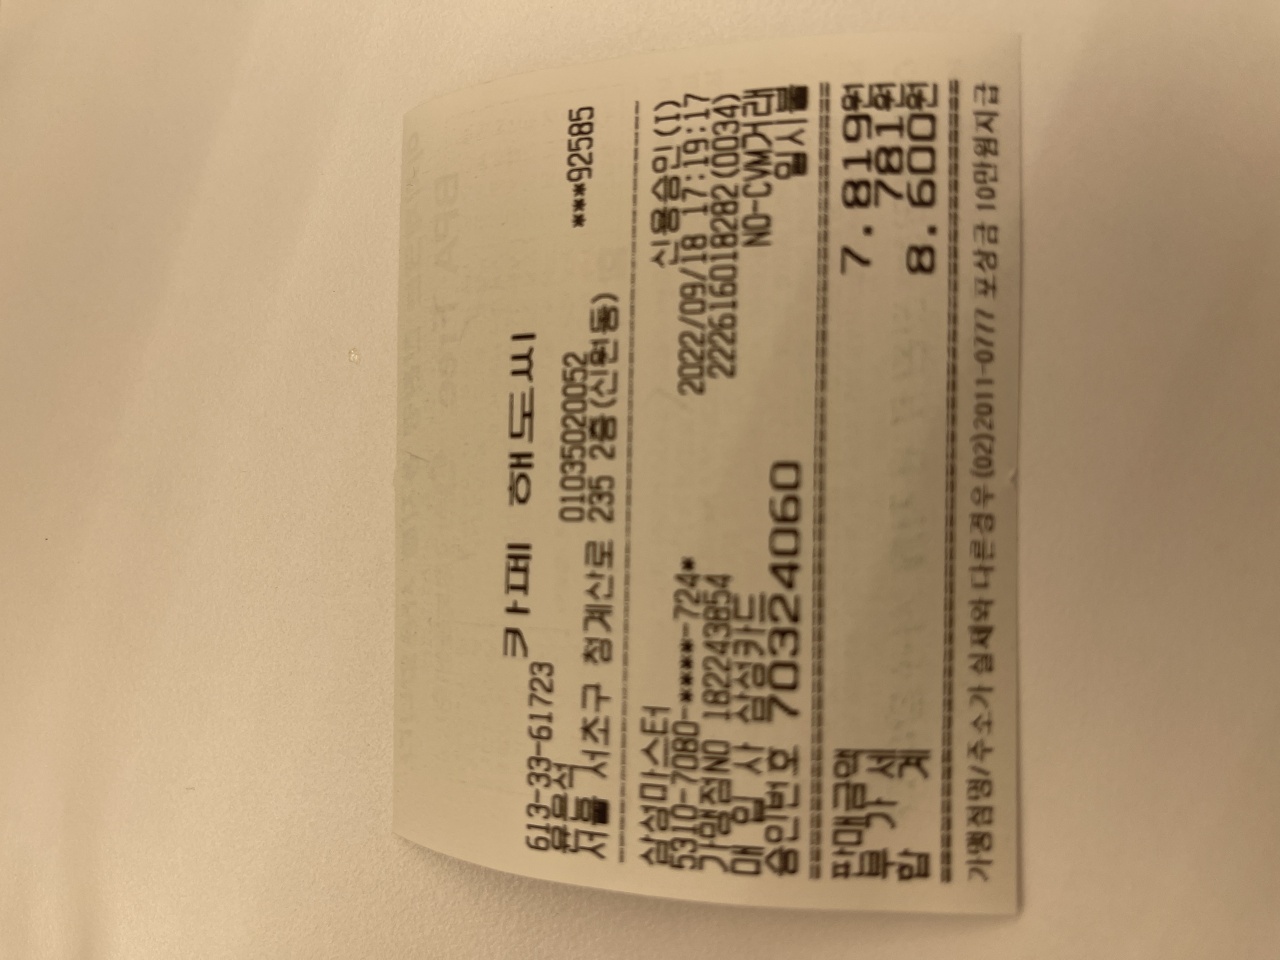 카페 해도씨
613-33-61723 ***92585
유은석 01035020052
서울 서초구 청계산로 235 2층(신원동)
삼성마스터 신용승인(I)
5310-7080-****-724* 2022/09/18 17:19:17
가맹점NO 182243854 222616018282(0034)
매 입 사 삼성카드 NO-CVM거래
승인번호 70324060 일시불
판매금액 7.819원
부 가 세 781원
합 계 8.600원
가맹점명/주소가 실제와 다른경우 (02)2011-0777 포상금 10만원지급